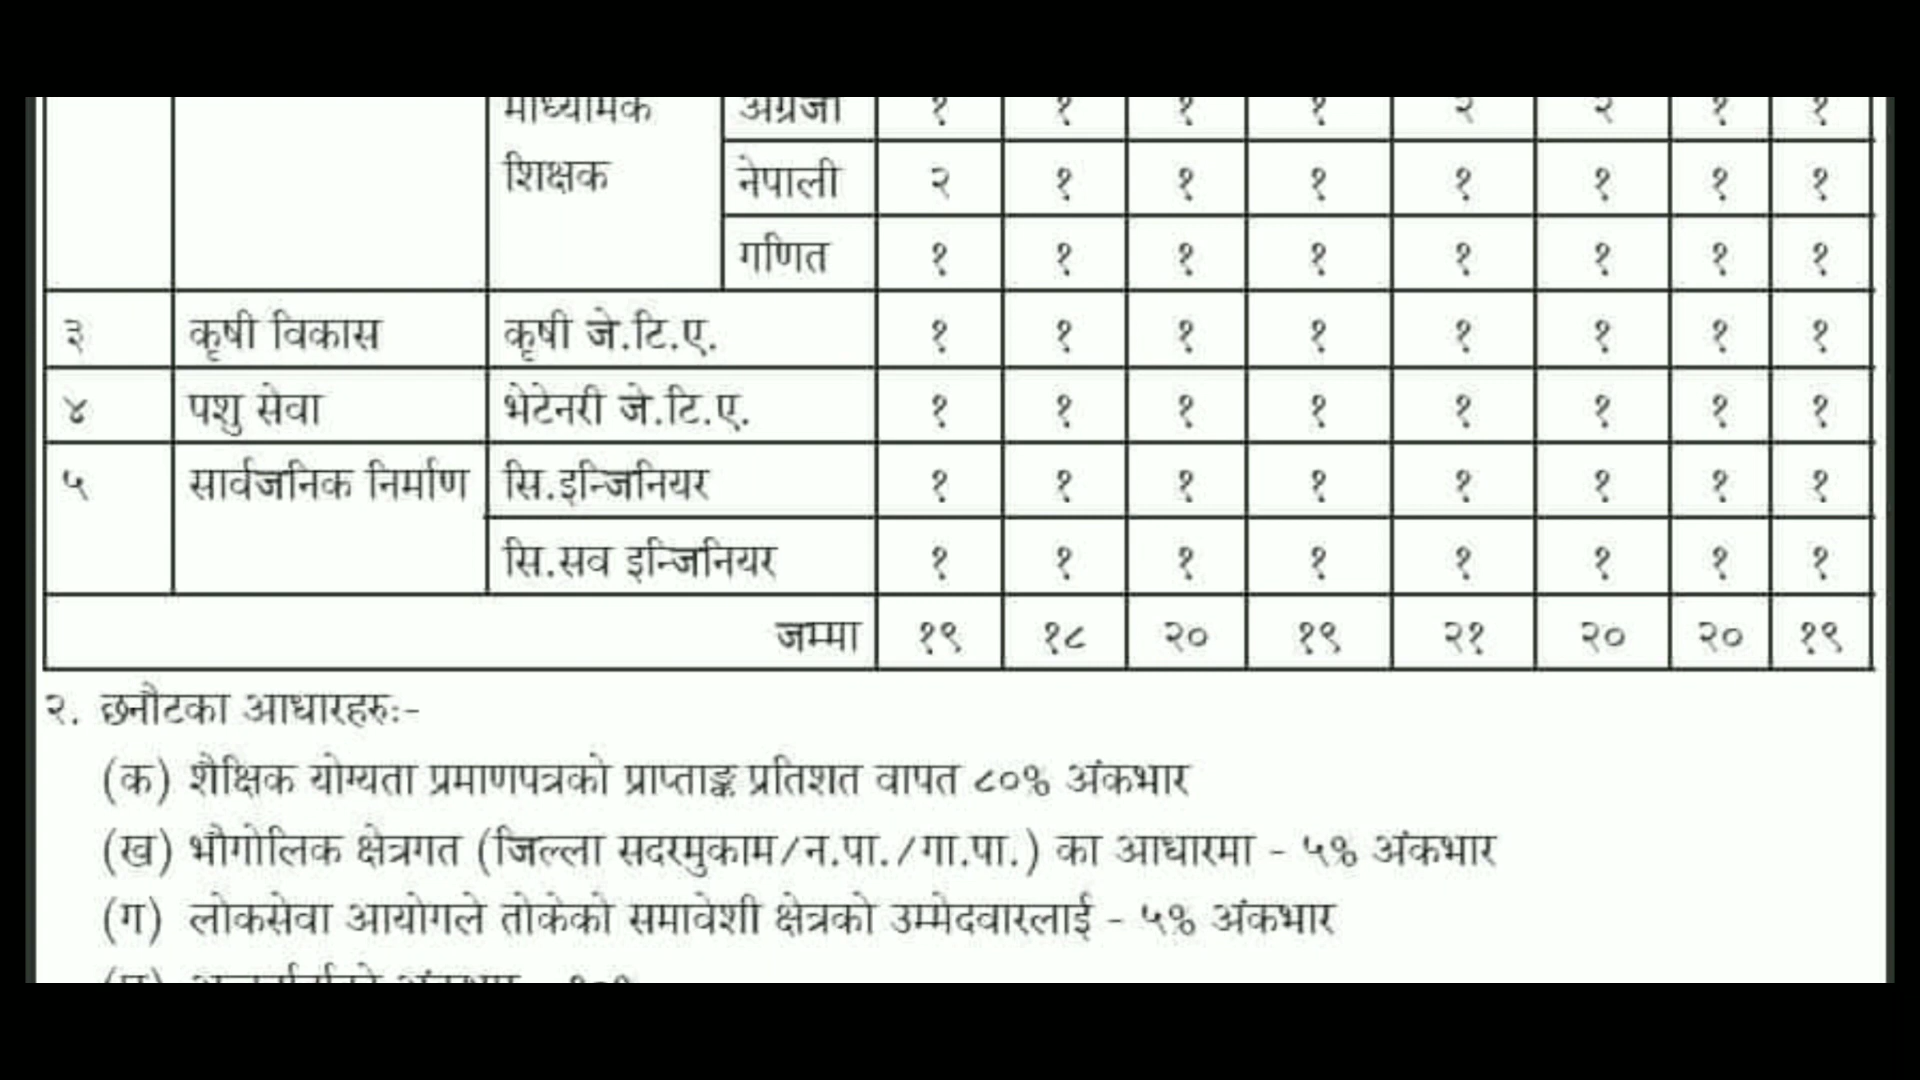 माध्यमिक अंग्रेजी १ १ १ १ २ २ १ १
शिक्षक नेपाली २ १ १ १ १ १ १ १
गणित १ १ १ १ १ १ १ १
३ कृषी विकास कृषी जे.टि.ए. १ १ १ १ १ १ १ १
४ पशु सेवा भेटेनरी जे.टि.ए. १ १ १ १ १ १ १ १
५ सार्वजनिक निर्माण सि.इन्जिनियर १ १ १ १ १ १ १ १
सि.सव इन्जिनियर १ १ १ १ १ १ १ १
जम्मा १९ १८ २० १९ २१ २० २० १९
२. छनौटका आधारहरुः-
(क) शैक्षिक योग्यता प्रमाणपत्रको प्राप्ताङ्क प्रतिशत वापत ८०% अंकभार
(ख) भौगोलिक क्षेत्रगत (जिल्ला सदरमुकाम/न.पा./गा.पा.) का आधारमा - ५% अंकभार
(ग) लोकसेवा आयोगले तोकेको समावेशी क्षेत्रको उम्मेदवारलाई - ५% अंकभार